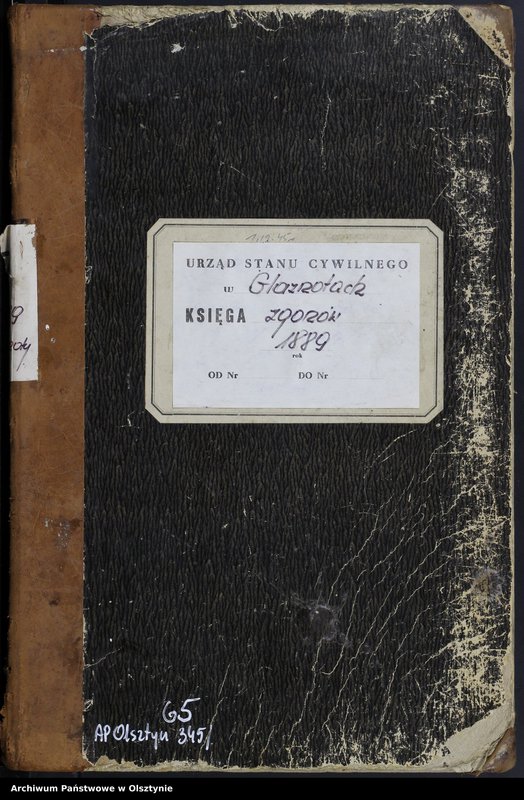 URZĄD STANU CYWILNEGO
w Glaznotach
KSIĘGA zgonów
1889
rok
OD Nr DO Nr
65
AP Olsztyn 345/
Archiwum Państwowe w Olsztynie